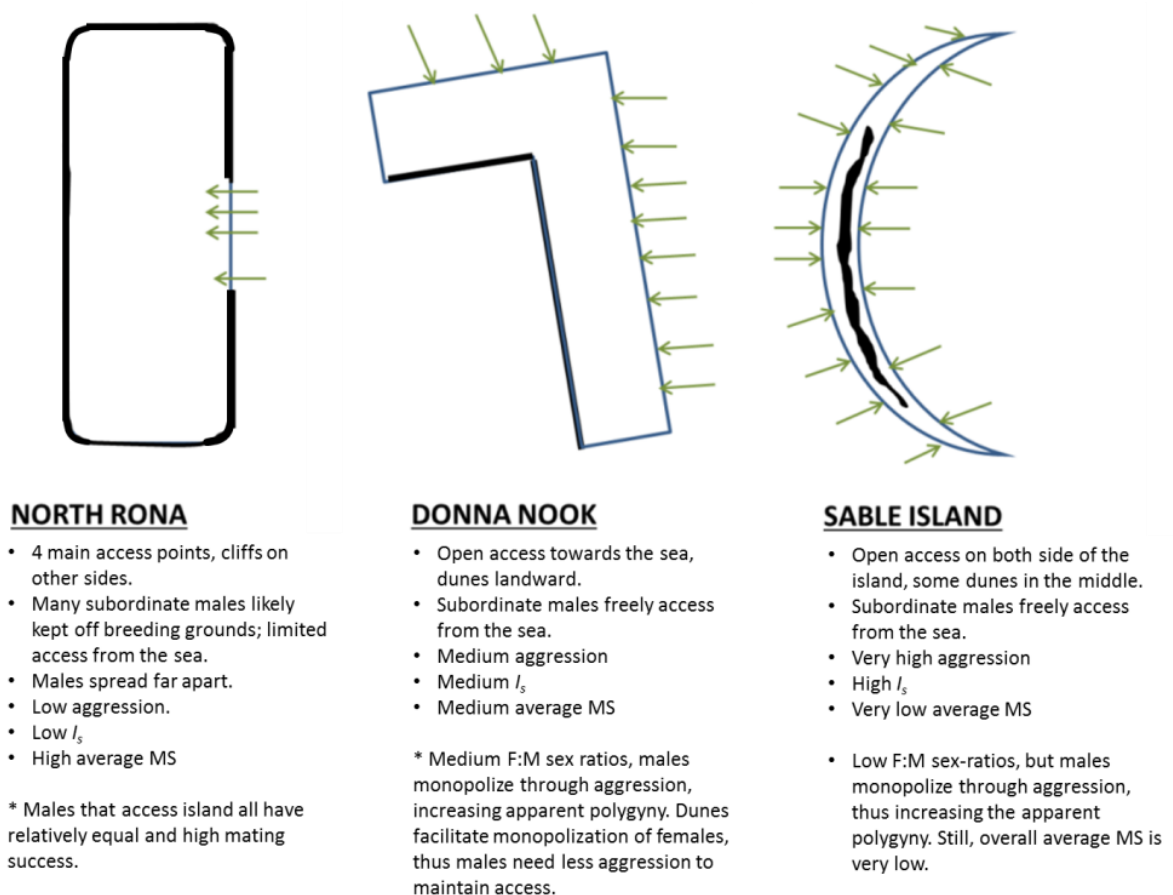 NORTH RONA
• 4 main access points, cliffs on
other sides.
• Many subordinate males likely
kept off breeding grounds; limited
access from the sea.
• Males spread far apart.
• Low aggression.
• Low Is
• High average MS
* Males that access island all have
relatively equal and high mating
success.
DONNA NOOK
• Open access towards the sea,
dunes landward.
• Subordinate males freely access
from the sea.
• Medium aggression
• Medium Is
• Medium average MS
* Medium F:M sex ratios, males
monopolize through aggression,
increasing apparent polygyny. Dunes
facilitate monopolization of females,
thus males need less aggression to
maintain access.
SABLE ISLAND
• Open access on both side of the
island, some dunes in the middle.
• Subordinate males freely access
from the sea.
• Very high aggression
• High Is
• Very low average MS
• Low F:M sex-ratios, but males
monopolize through aggression,
thus increasing the apparent
polygyny. Still, overall average MS is
very low.